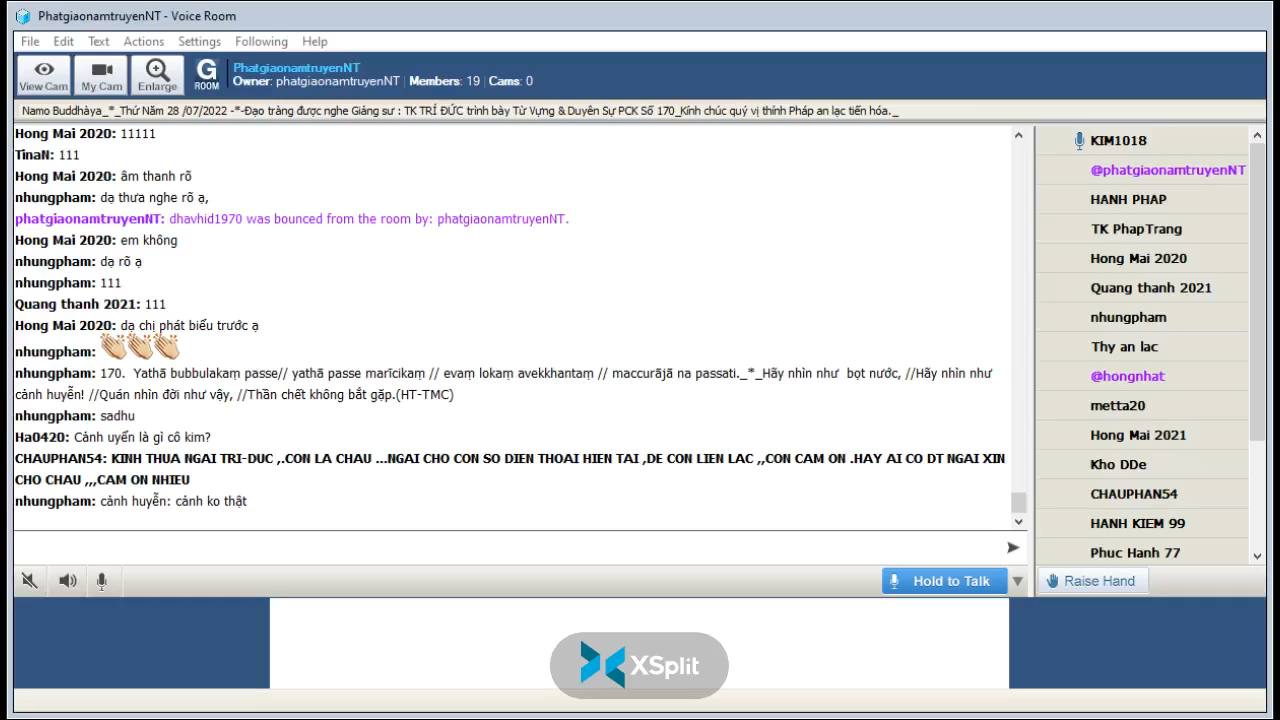 PhatgiaonamtruyenNT - Voice Room
File Edit Text Actions Settings Following Help
View Cam My Cam Enlarge G ROOM
PhatgiaonamtruyenNT
Owner: phatgiaonamtruyenNT | Members: 19 | Cams: 0
Namo Buddhàya_*_Thứ Năm 28 /07/2022 -*-Đạo tràng được nghe Giảng sư : TK TRÍ ĐỨC trình bày Từ Vựng & Duyên Sự PCK Số 170_Kính chúc quý vị thính Pháp an lạc tiến hóa._
Hong Mai 2020: 11111
TinaN: 111
Hong Mai 2020: âm thanh rõ
nhungpham: dạ thưa nghe rõ ạ,
phatgiaonamtruyenNT: dhavhid1970 was bounced from the room by: phatgiaonamtruyenNT.
Hong Mai 2020: em không
nhungpham: dạ rõ ạ
nhungpham: 111
Quang thanh 2021: 111
Hong Mai 2020: dạ chị phát biểu trước ạ
nhungpham:
nhungpham: 170. Yathā bubbulakaṃ passe// yathā passe marīcikaṃ // evaṃ lokaṃ avekkhantaṃ // maccurājā na passati._*_Hãy nhìn như bọt nước, //Hãy nhìn như
cảnh huyễn! //Quán nhìn đời như vậy, //Thần chết không bắt gặp.(HT-TMC)
nhungpham: sadhu
Ha0420: Cảnh uyển là gì cô kim?
CHAUPHAN54: KINH THUA NGAI TRI-DUC ,.CON LA CHAU ...NGAI CHO CON SO DIEN THOAI HIEN TAI ,DE CON LIEN LAC ,,CON CAM ON .HAY AI CO DT NGAI XIN
CHO CHAU ,,,CAM ON NHIEU
nhungpham: cảnh huyễn: cảnh ko thật
Hold to Talk
KIM1018
@phatgiaonamtruyenNT
HANH PHAP
TK PhapTrang
Hong Mai 2020
Quang thanh 2021
nhungpham
Thy an lac
@hongnhat
metta20
Hong Mai 2021
Kho DDe
CHAUPHAN54
HANH KIEM 99
Phuc Hanh 77
Raise Hand
XSplit